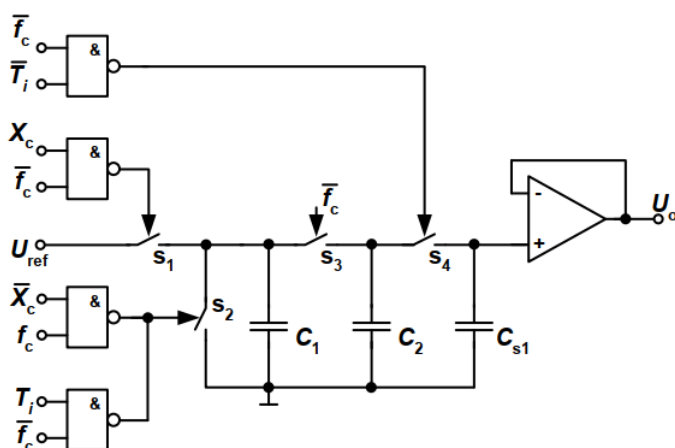 f̅c
&
T̅i
Xc
&
f̅c
f̅c
Uref
s1
s3
s4
-
+
Uo
X̅c
&
fc
s2
C1
C2
Cs1
Ti
&
f̅c